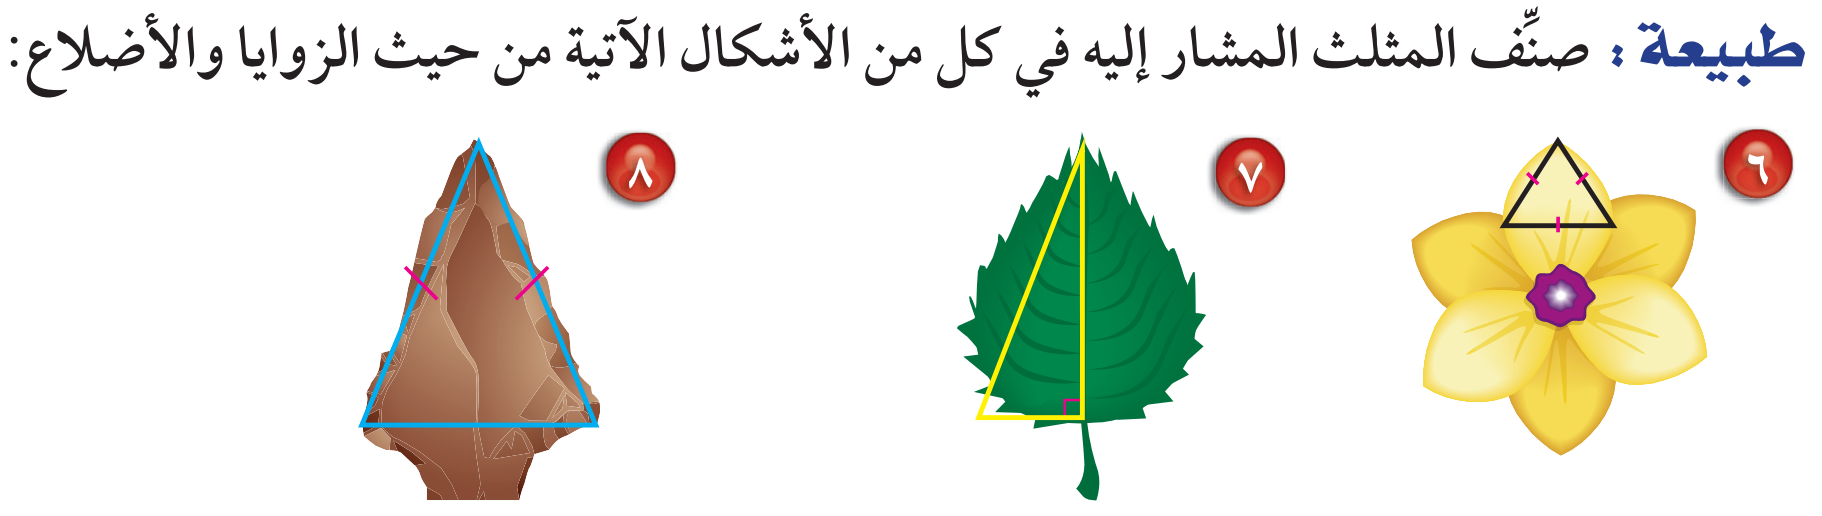 طبيعة : صنِّف المثلث المشار إليه في كل من الأشكال الآتية من حيث الزوايا والأضلاع:
٦
٧
٨